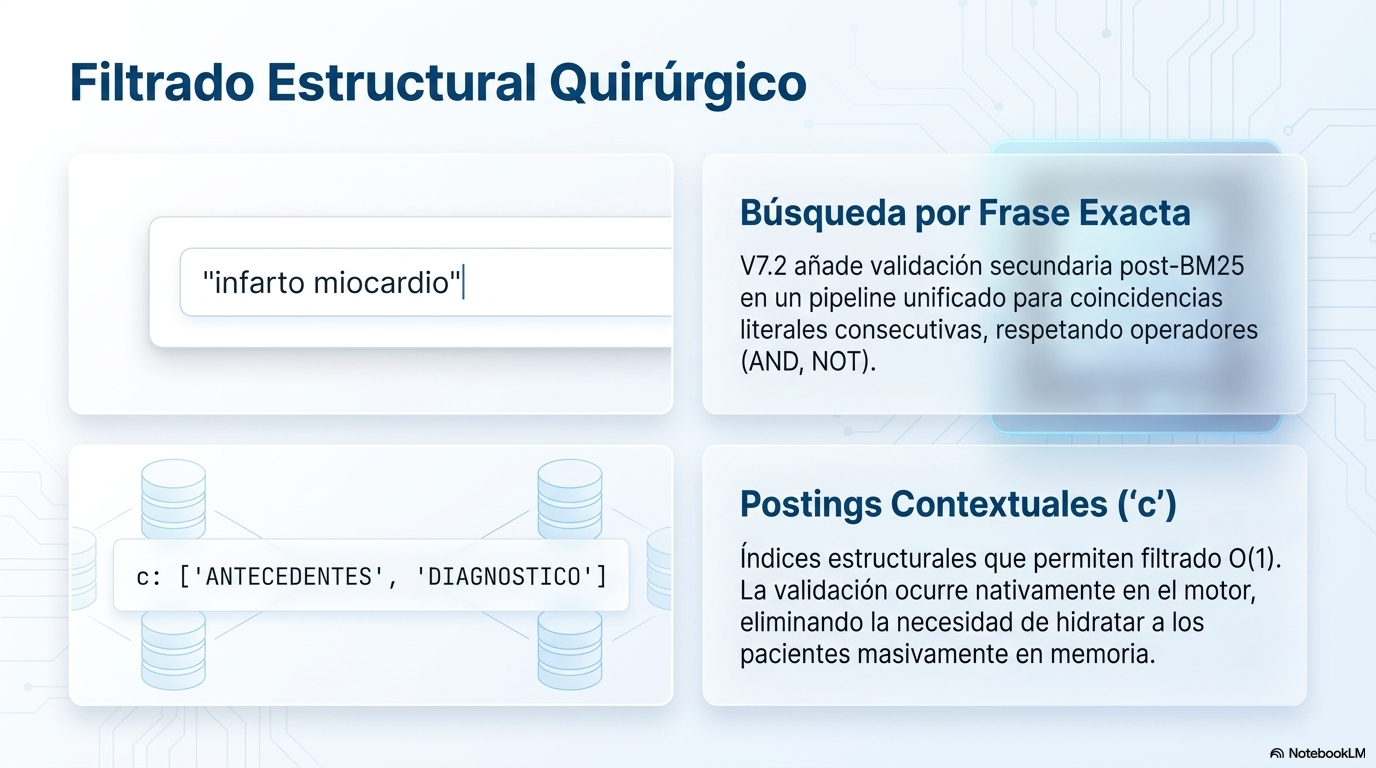 Filtrado Estructural Quirúrgico
"infarto miocardio"
Búsqueda por Frase Exacta
V7.2 añade validación secundaria post-BM25
en un pipeline unificado para coincidencias
literales consecutivas, respetando operadores
(AND, NOT).
c: ['ANTECEDENTES', 'DIAGNOSTICO']
Postings Contextuales (‘c’)
Índices estructurales que permiten filtrado O(1).
La validación ocurre nativamente en el motor,
eliminando la necesidad de hidratar a los
pacientes masivamente en memoria.
NotebookLM